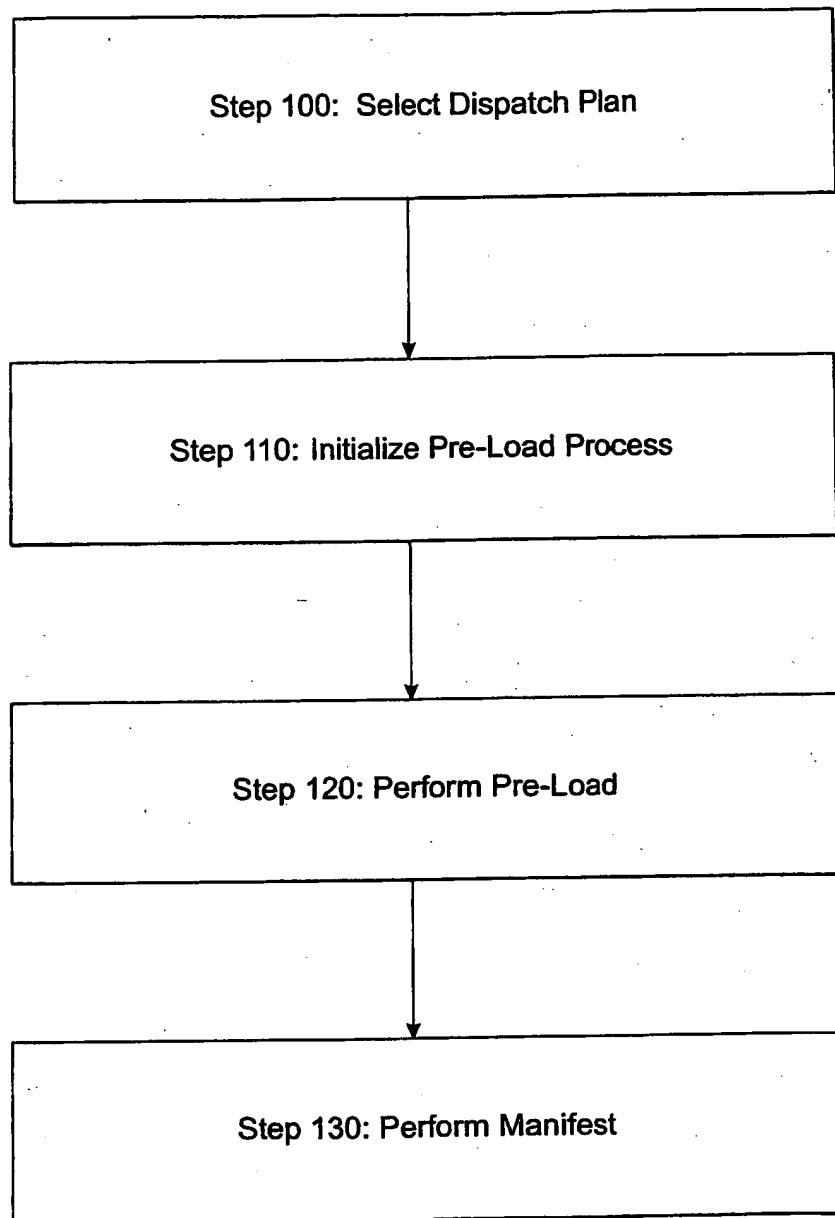 Step 100: Select Dispatch Plan
Step 110: Initialize Pre-Load Process
Step 120: Perform Pre-Load
Step 130: Perform Manifest